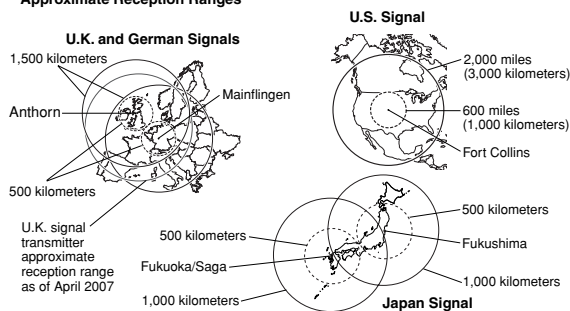 Approximate Reception Ranges
U.K. and German Signals
1,500 kilometers
Anthorn
Mainflingen
500 kilometers
U.K. signal
transmitter
approximate
reception range
as of April 2007
U.S. Signal
2,000 miles
(3,000 kilometers)
600 miles
(1,000 kilometers)
Fort Collins
500 kilometers
Fukuoka/Saga
1,000 kilometers
500 kilometers
Fukushima
1,000 kilometers
Japan Signal